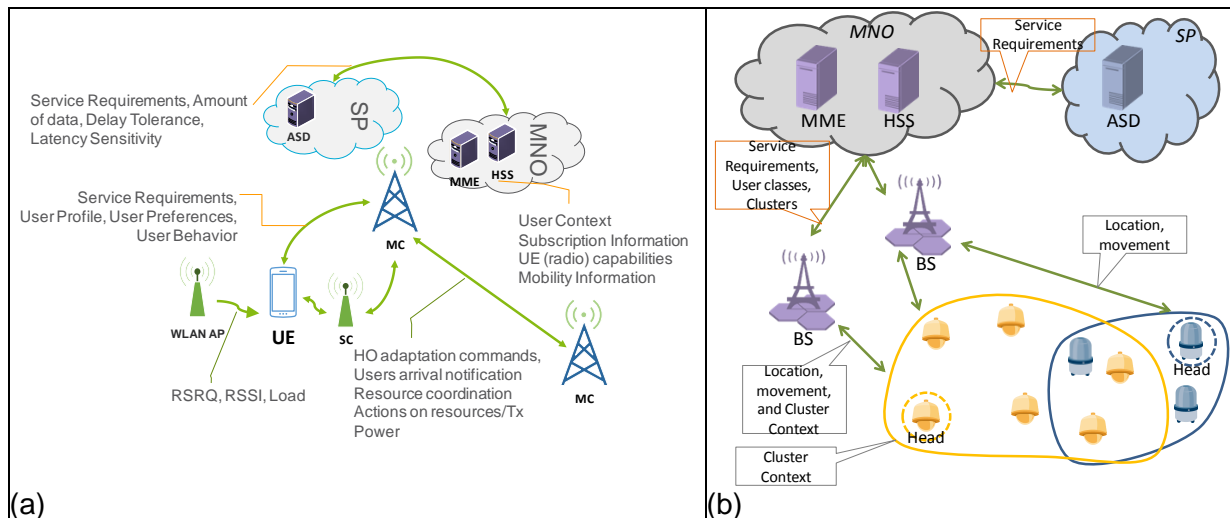 SP
ASD
Service Requirements, Amount
of data, Delay Tolerance,
Latency Sensitivity
MNO
MME
HSS
Service Requirements,
User Profile, User Preferences,
User Behavior
MC
User Context
Subscription Information
UE (radio) capabilities
Mobility Information
WLAN AP
UE
SC
RSRQ, RSSI, Load
HO adaptation commands,
Users arrival notification
Resource coordination
Actions on resources/Tx
Power
MC
(a)
MNO
Service
Requirements
SP
MME
HSS
ASD
Service
Requirements,
User classes,
Clusters
BS
Location,
movement
BS
Location,
movement,
and Cluster
Context
Head
Head
Cluster
Context
(b)